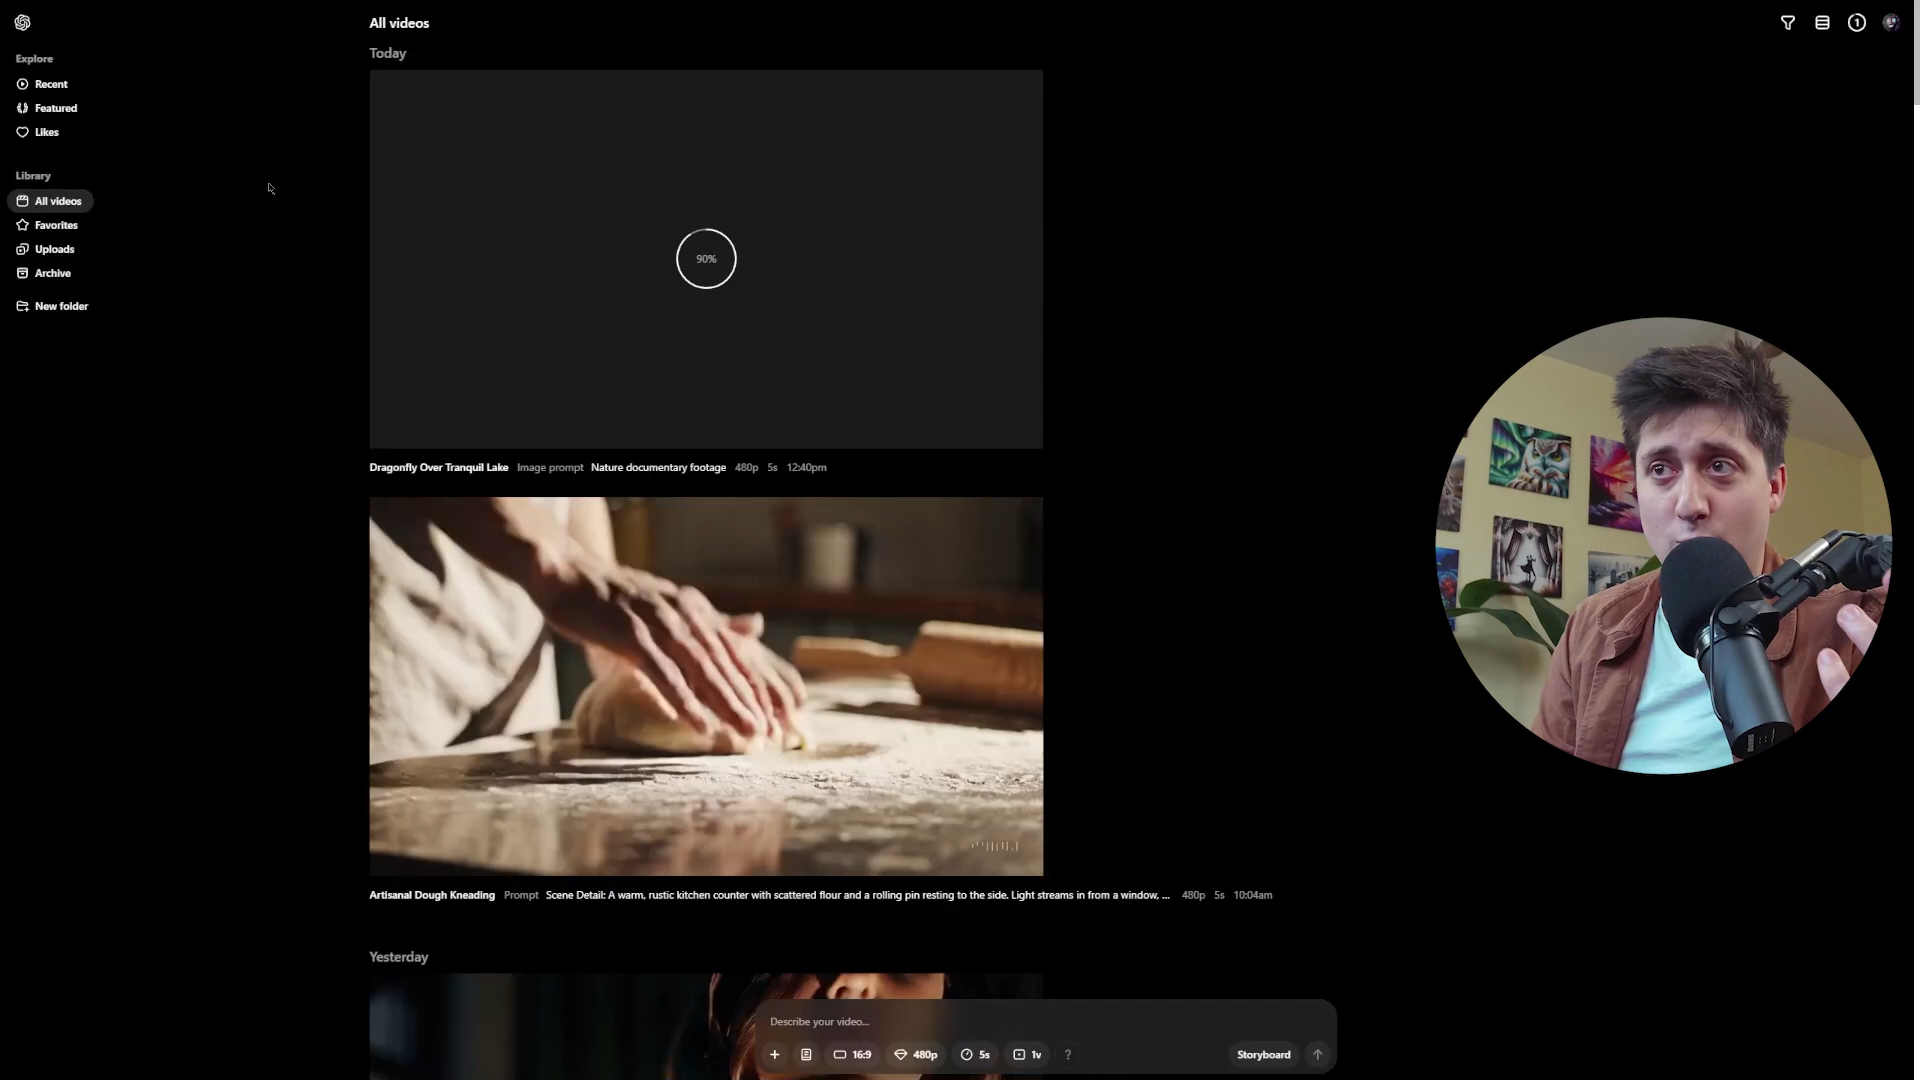 All videos
1
Explore
Today
Recent
Featured
Likes
Library
All videos
Favorites
Uploads
Archive
New folder
90%
Dragonfly Over Tranquil Lake Image prompt Nature documentary footage 480p 5s 12:40pm
Artisanal Dough Kneading Prompt Scene Detail: A warm, rustic kitchen counter with scattered flour and a rolling pin resting to the side. Light streams in from a window, ... 480p 5s 10:04am
Yesterday
Describe your video...
+ 16:9 480p 5s 1v ? Storyboard